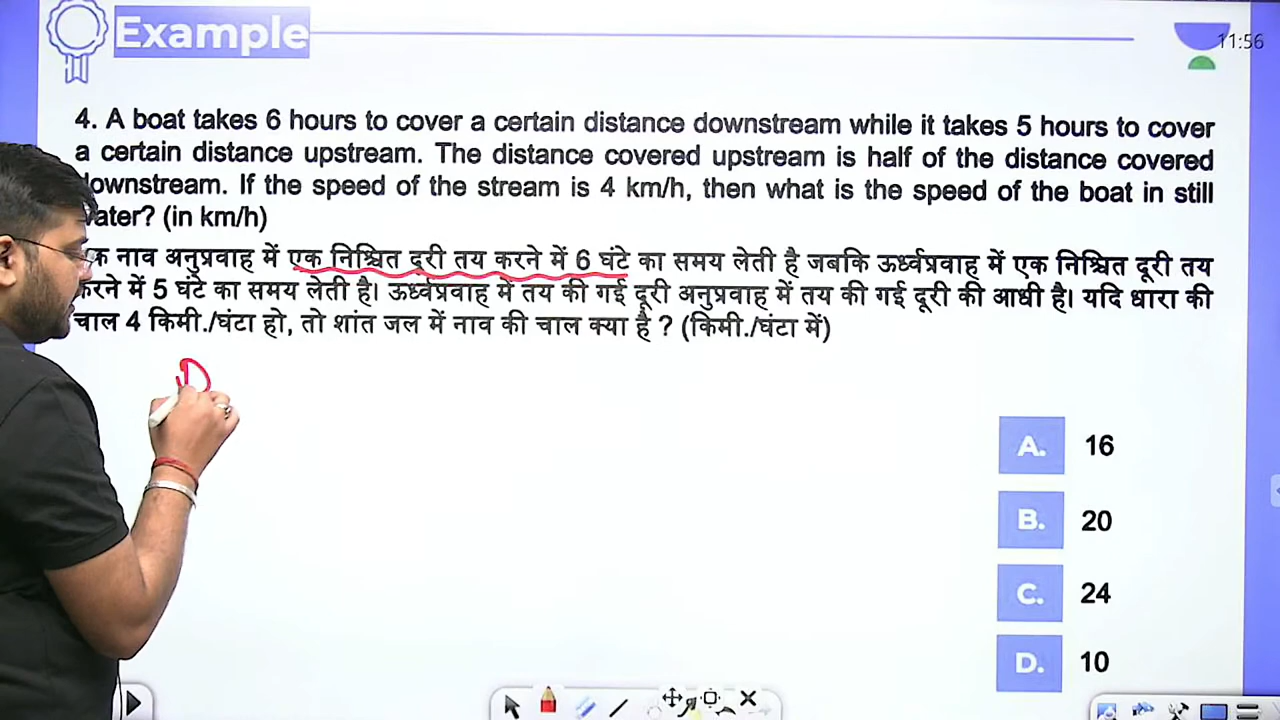 Example
11:56
4. A boat takes 6 hours to cover a certain distance downstream while it takes 5 hours to cover
a certain distance upstream. The distance covered upstream is half of the distance covered
downstream. If the speed of the stream is 4 km/h, then what is the speed of the boat in still
water? (in km/h)
एक नाव अनुप्रवाह में एक निश्चित दूरी तय करने में 6 घंटे का समय लेती है जबकि ऊर्ध्वप्रवाह में एक निश्चित दूरी तय
करने में 5 घंटे का समय लेती है। ऊर्ध्वप्रवाह में तय की गई दूरी अनुप्रवाह में तय की गई दूरी की आधी है। यदि धारा की
चाल 4 किमी./घंटा हो, तो शांत जल में नाव की चाल क्या है ? (किमी./घंटा में)
D
A. 16
B. 20
C. 24
D. 10